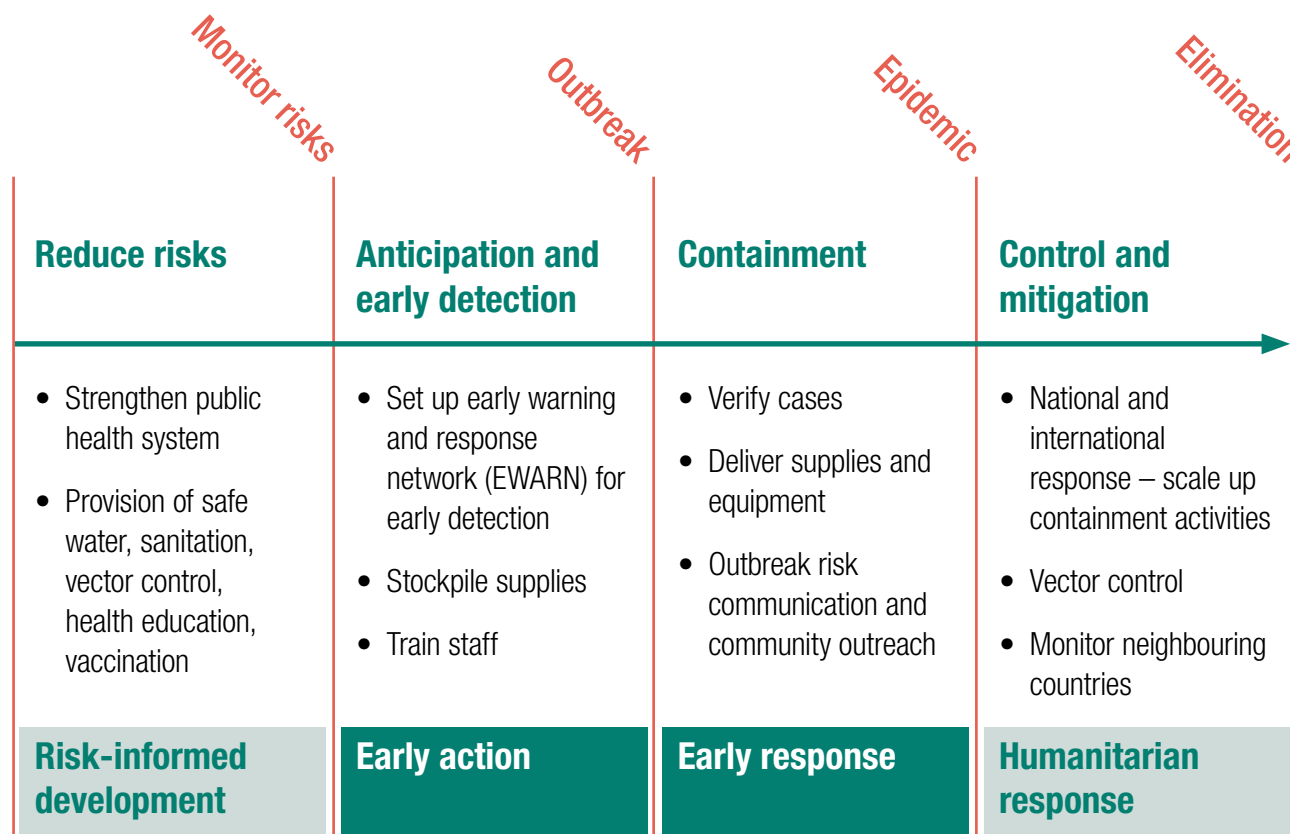 Monitor risks
Outbreak
Epidemic
Elimination
Reduce risks
Anticipation and
early detection
Containment
Control and
mitigation
• Strengthen public
health system
• Provision of safe
water, sanitation,
vector control,
health education,
vaccination
• Set up early warning
and response
network (EWARN) for
early detection
• Stockpile supplies
• Train staff
• Verify cases
• Deliver supplies and
equipment
• Outbreak risk
communication and
community outreach
• National and
international
response – scale up
containment activities
• Vector control
• Monitor neighbouring
countries
Risk-informed
development
Early action
Early response
Humanitarian
response